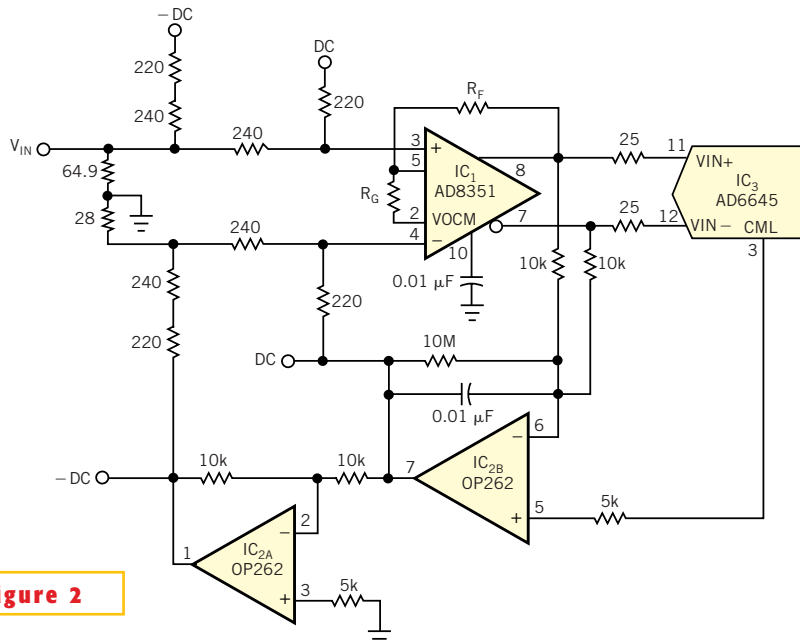 − DC
DC
220
240
220
VIN
240
64.9
28
240
240
220
220
RF
RG
3
+
5
IC1
AD8351
2
VOCM
4
−
8
7
10
0.01 µF
25
25
11
VIN+
12
VIN −
IC3
AD6645
CML
3
10k
10k
DC
10M
0.01 µF
− DC
10k
10k
7
6
−
IC2B
OP262
5
+
5k
2
−
1
IC2A
OP262
3
+
5k
gure 2